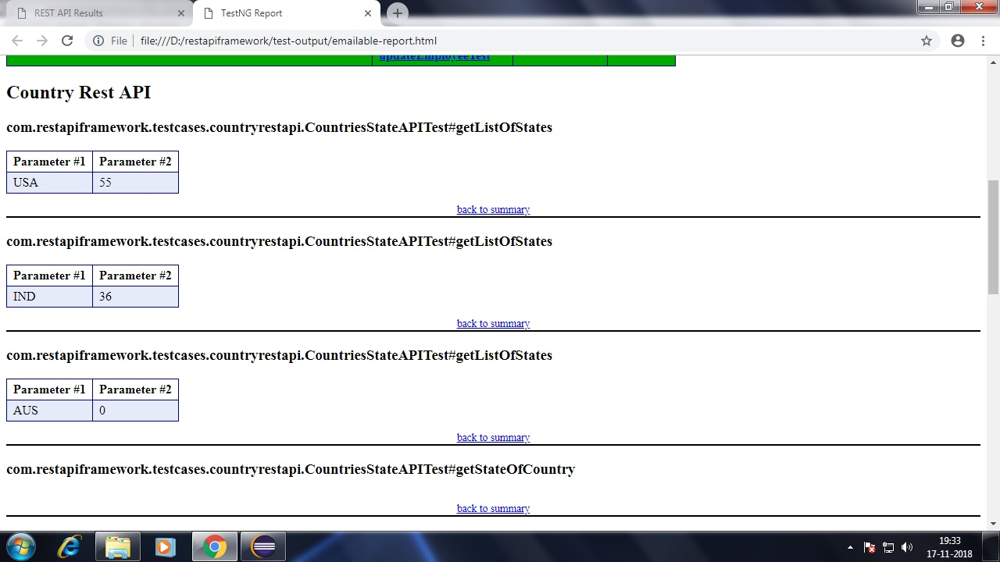 REST API Results
TestNG Report
File
file:///D:/restapiframework/test-output/emailable-report.html
updateEmployeeTest
Country Rest API
com.restapiframework.testcases.countryrestapi.CountriesStateAPITest#getListOfStates
Parameter #1 Parameter #2
USA 55
back to summary
com.restapiframework.testcases.countryrestapi.CountriesStateAPITest#getListOfStates
Parameter #1 Parameter #2
IND 36
back to summary
com.restapiframework.testcases.countryrestapi.CountriesStateAPITest#getListOfStates
Parameter #1 Parameter #2
AUS 0
back to summary
com.restapiframework.testcases.countryrestapi.CountriesStateAPITest#getStateOfCountry
back to summary
19:33
17-11-2018